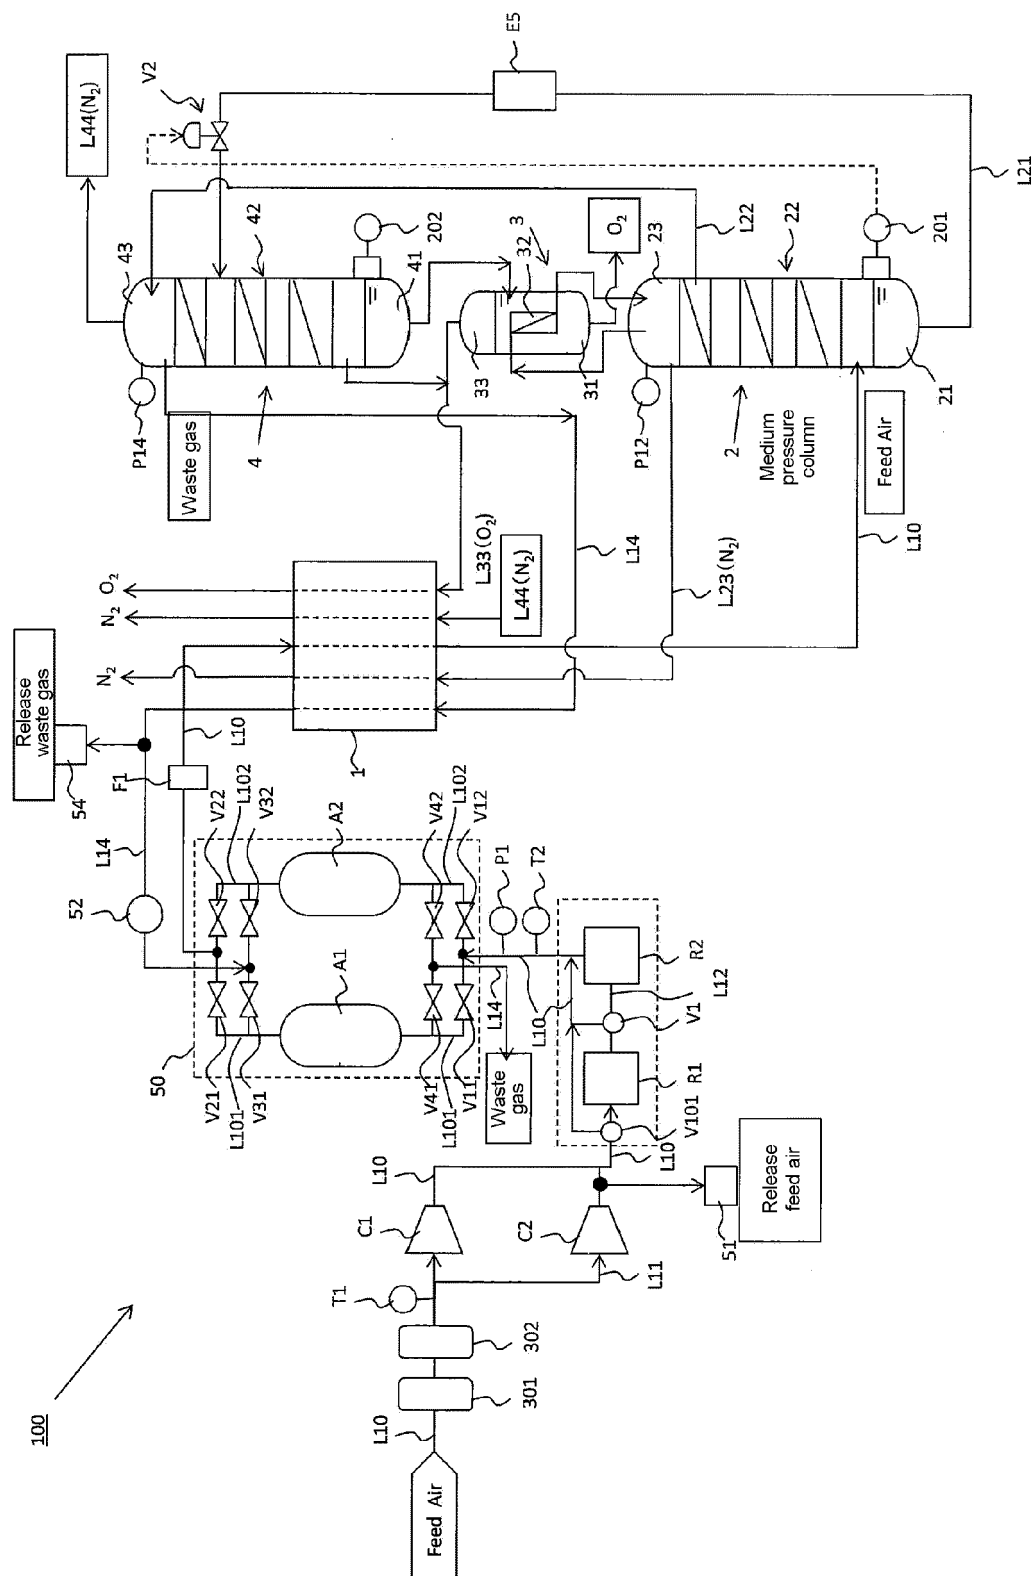 100
Feed Air
L10
301
302
T1
C1
L10
C2
L11
51
Release
feed air
L10
V101
R1
V1
L12
R2
L10
L10
P1
T2
50
V21
L101
V31
A1
V41
L101
V11
Waste
gas
L14
V22
L102
V32
A2
V42
L102
V12
52
L14
54
Release
waste gas
F1
L10
1
N2
N2
O2
L33(O2)
L44(N2)
L14
L23(N2)
L10
Waste gas
P14
4
43
42
41
202
L44(N2)
V2
E5
33
31
32
3
O2
P12
2
Medium
pressure
column
Feed Air
23
22
21
201
L22
L21